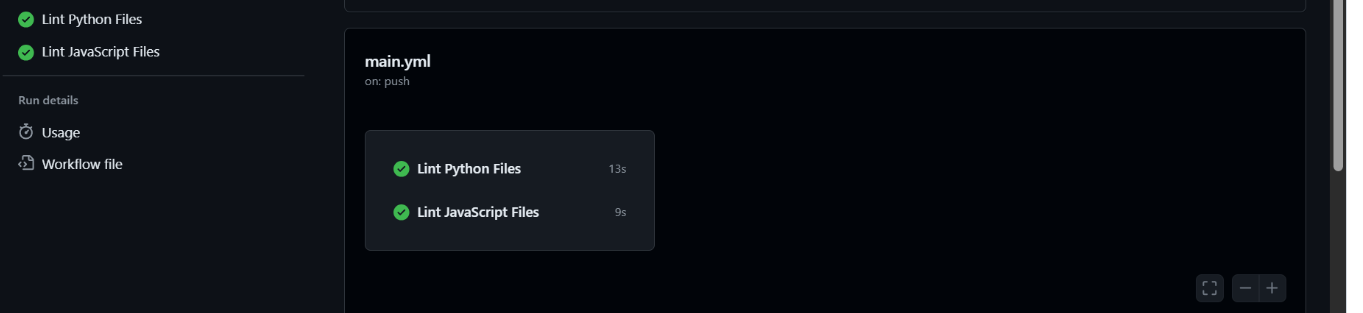 Lint Python Files
Lint JavaScript Files
Run details
Usage
Workflow file
main.yml
on: push
Lint Python Files 13s
Lint JavaScript Files 9s